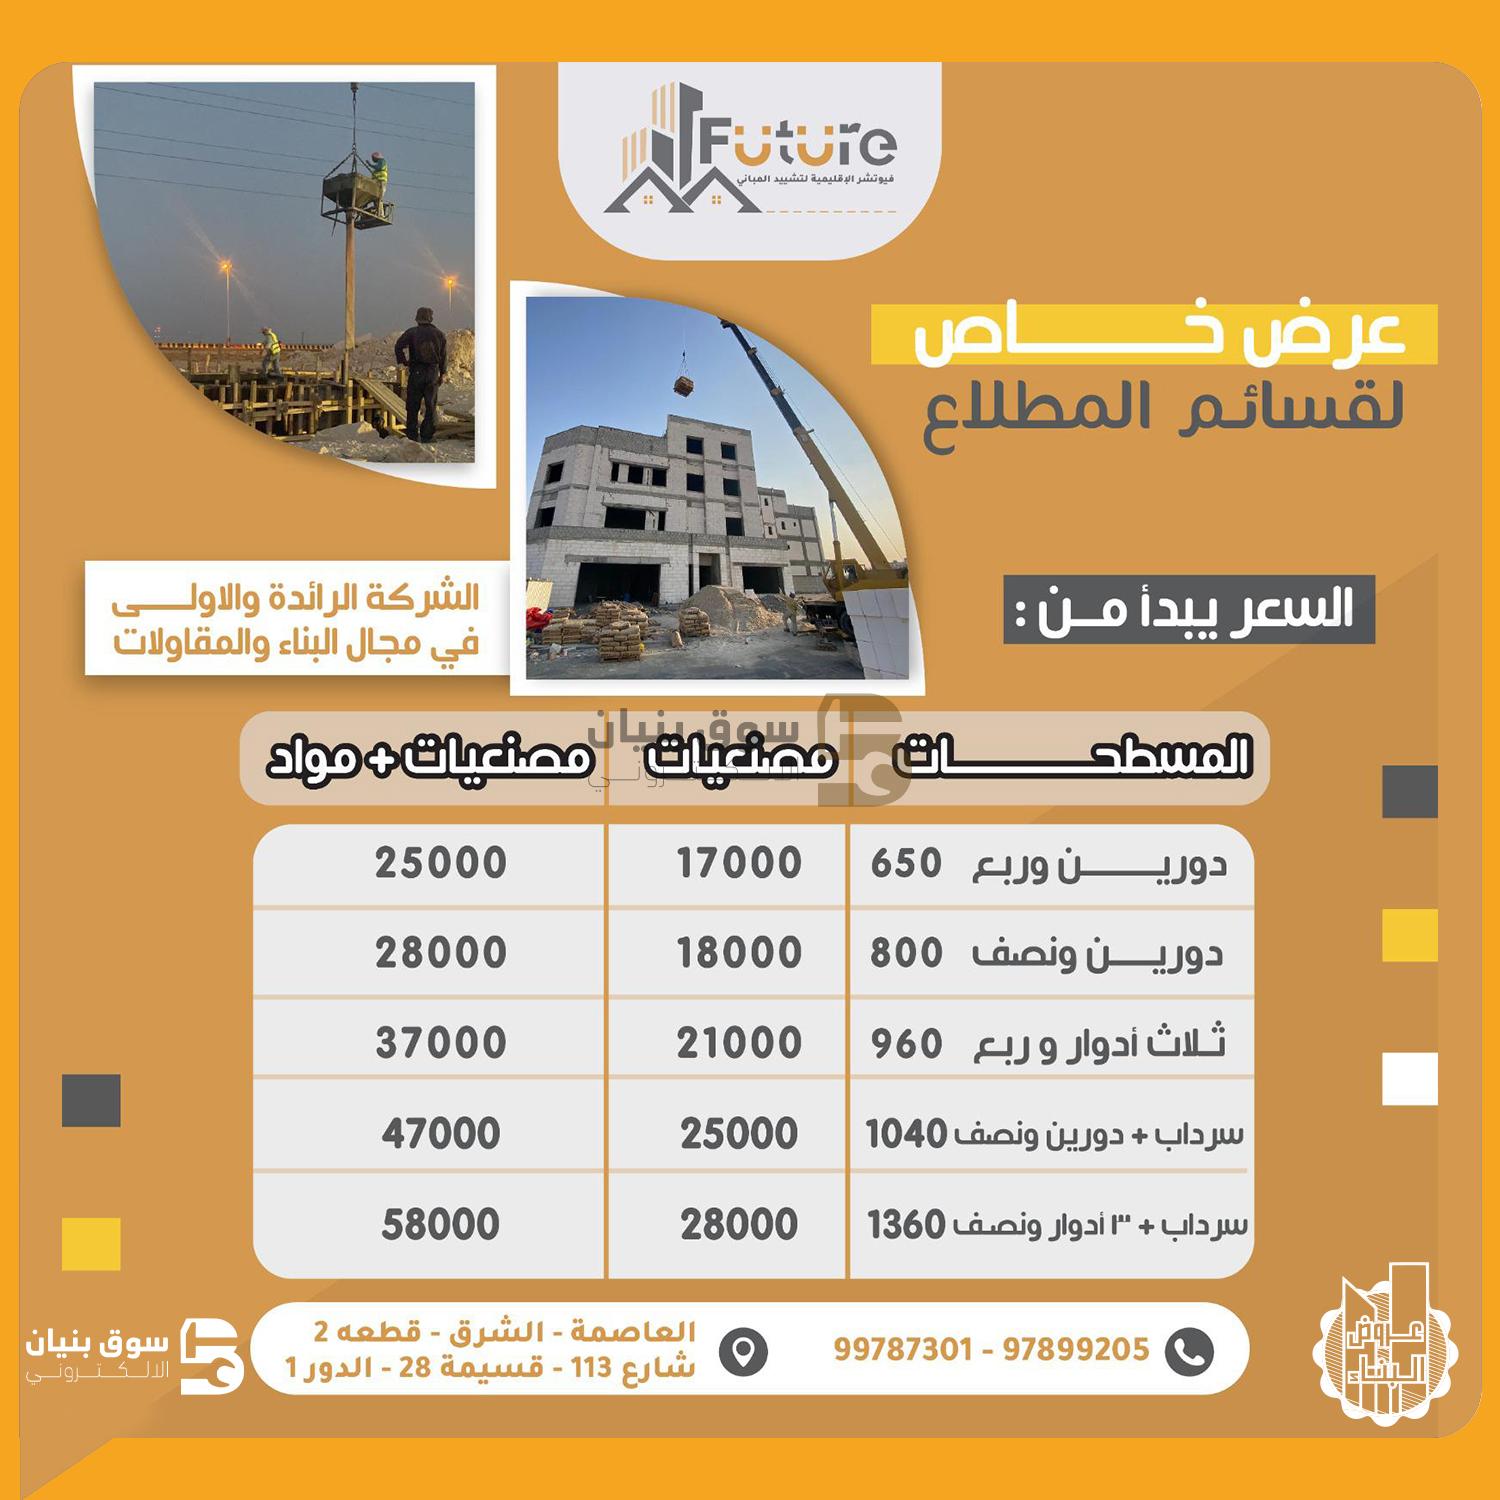 Future
فيوتشر الإقليمية لتشييد المباني
عرض خاص
لقسائم المطلاع
الشركة الرائدة والاولى
في مجال البناء والمقاولات
السعر يبدأ من :
سوق بنيان
الالكتروني
المسطحات مصنعيات مصنعيات + مواد
دورين وربع 650 17000 25000
دورين ونصف 800 18000 28000
ثلاث أدوار و ربع 960 21000 37000
سرداب + دورين ونصف 1040 25000 47000
سرداب + ٣ أدوار ونصف 1360 28000 58000
99787301 - 97899205
العاصمة - الشرق - قطعه 2
شارع 113 - قسيمة 28 - الدور 1
سوق بنيان
الالكتروني
عروض
البناء